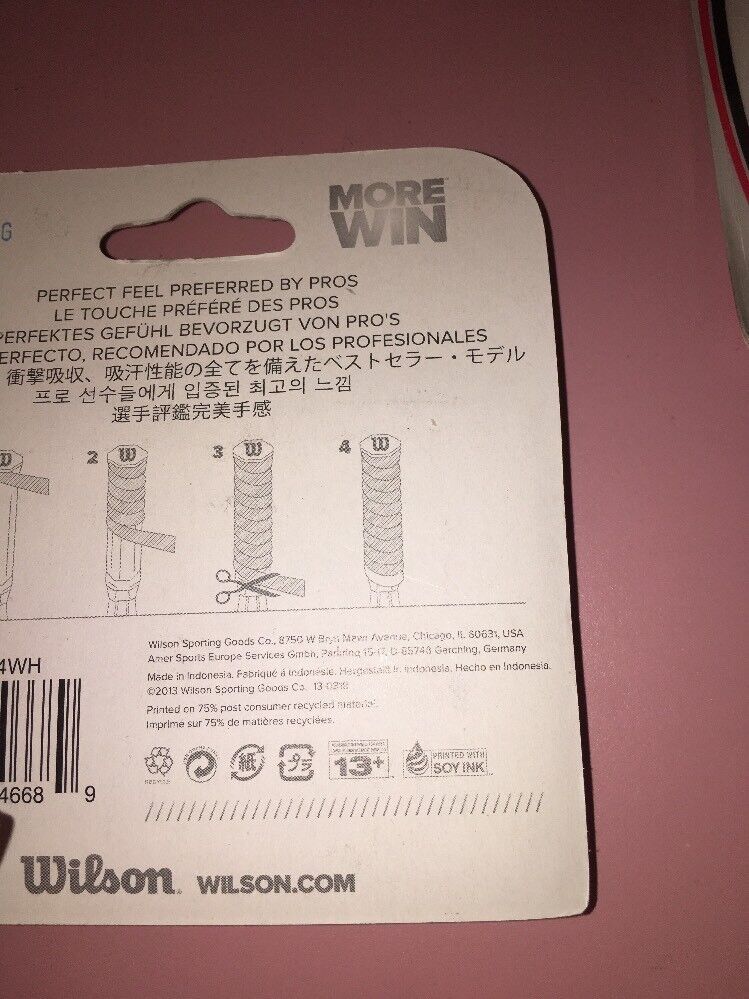 G
MORE
WIN
PERFECT FEEL PREFERRED BY PROS
LE TOUCHE PRÉFÉRÉ DES PROS
PERFEKTES GEFÜHL BEVORZUGT VON PRO'S
ERFECTO, RECOMENDADO POR LOS PROFESIONALES
衝撃吸収、吸汗性能の全てを備えたベストセラー・モデル
프로 선수들에게 입증된 최고의 느낌
選手評鑑完美手感
2 W 3 W 4 W
Wilson Sporting Goods Co., 8750 W Bryn Mawr Avenue, Chicago, IL 60631, USA
Amer Sports Europe Services GmbH, Parkring 15-17, D-85748 Garching, Germany
Made in Indonesia. Fabriqué à Indonésie. Hergestellt in Indonesia. Hecho en Indonesia.
©2013 Wilson Sporting Goods Co. 13-0216
Printed on 75% post consumer recycled material.
Imprimé sur 75% de matières recyclées.
4WH
4668 9
RECYCLE
紙
プラ
13+
PRINTED WITH
SOY INK
Wilson. WILSON.COM